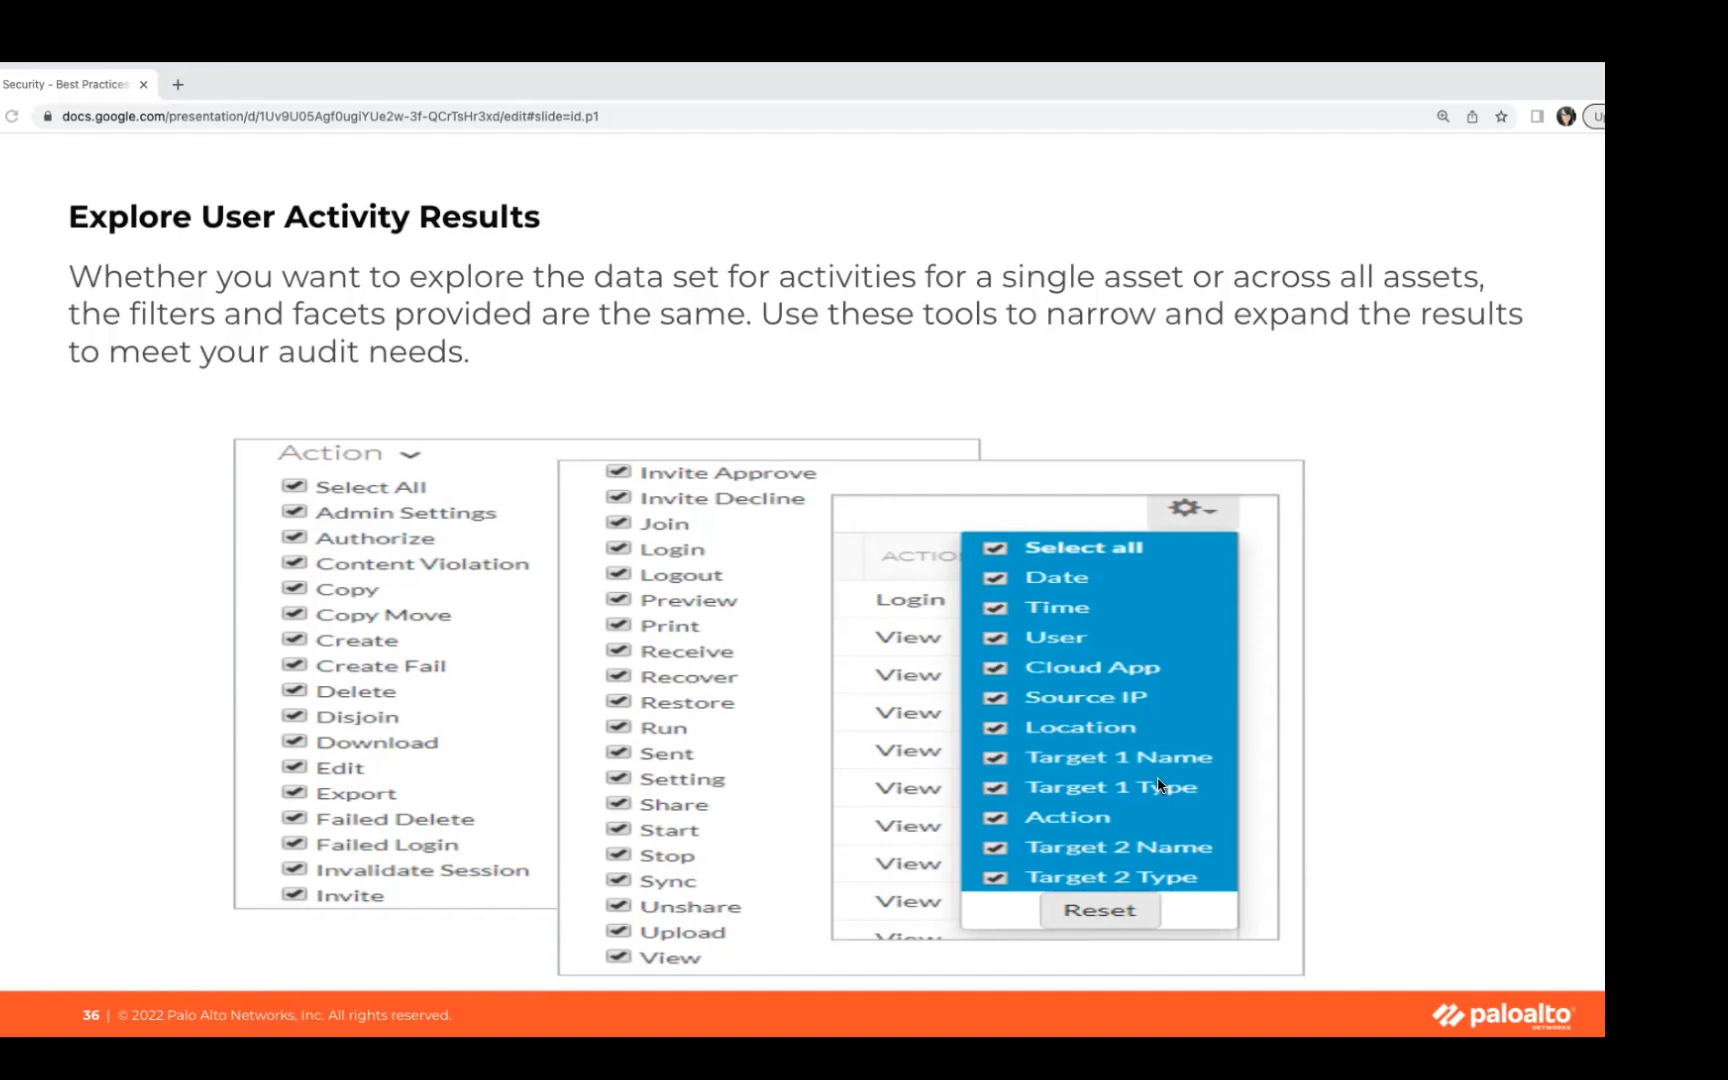 Security - Best Practices
docs.google.com/presentation/d/1Uv9U05Agf0ugiYUe2w-3f-QCrTsHr3xd/edit#slide=id.p1
Explore User Activity Results
Whether you want to explore the data set for activities for a single asset or across all assets,
the filters and facets provided are the same. Use these tools to narrow and expand the results
to meet your audit needs.
Action
Select All
Admin Settings
Authorize
Content Violation
Copy
Copy Move
Create
Create Fail
Delete
Disjoin
Download
Edit
Export
Failed Delete
Failed Login
Invalidate Session
Invite
Invite Approve
Invite Decline
Join
Login
Logout
Preview
Print
Receive
Recover
Restore
Run
Sent
Setting
Share
Start
Stop
Sync
Unshare
Upload
View
ACTIO
Login
View
View
View
View
View
View
View
View
View
Select all
Date
Time
User
Cloud App
Source IP
Location
Target 1 Name
Target 1 Type
Action
Target 2 Name
Target 2 Type
Reset
36 | © 2022 Palo Alto Networks, Inc. All rights reserved.
paloalto
NETWORKS